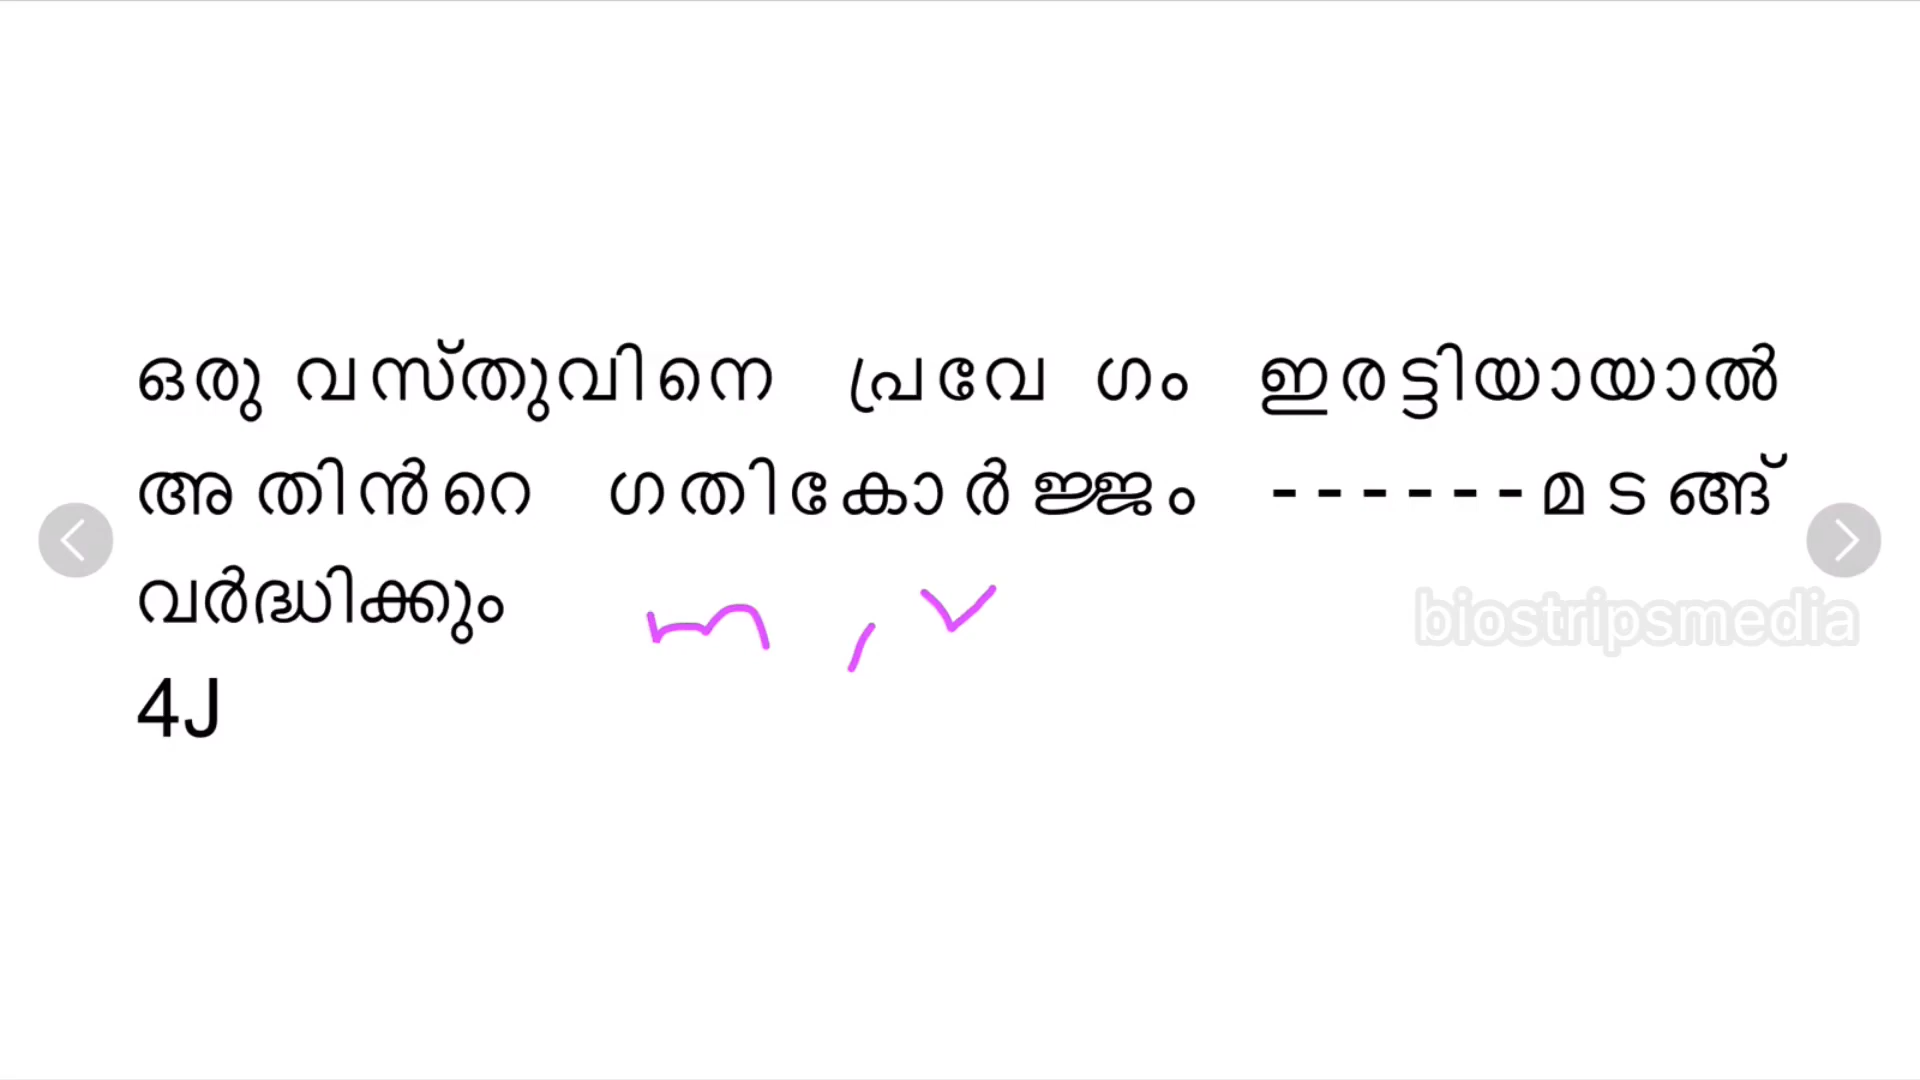 ഒരു വസ്തുവിനെ പ്രവേഗം ഇരട്ടിയായാൽ
അതിൻറെ ഗതികോർജ്ജം ------മടങ്ങ്
വർദ്ധിക്കും m , v
biostripsmedia
4J